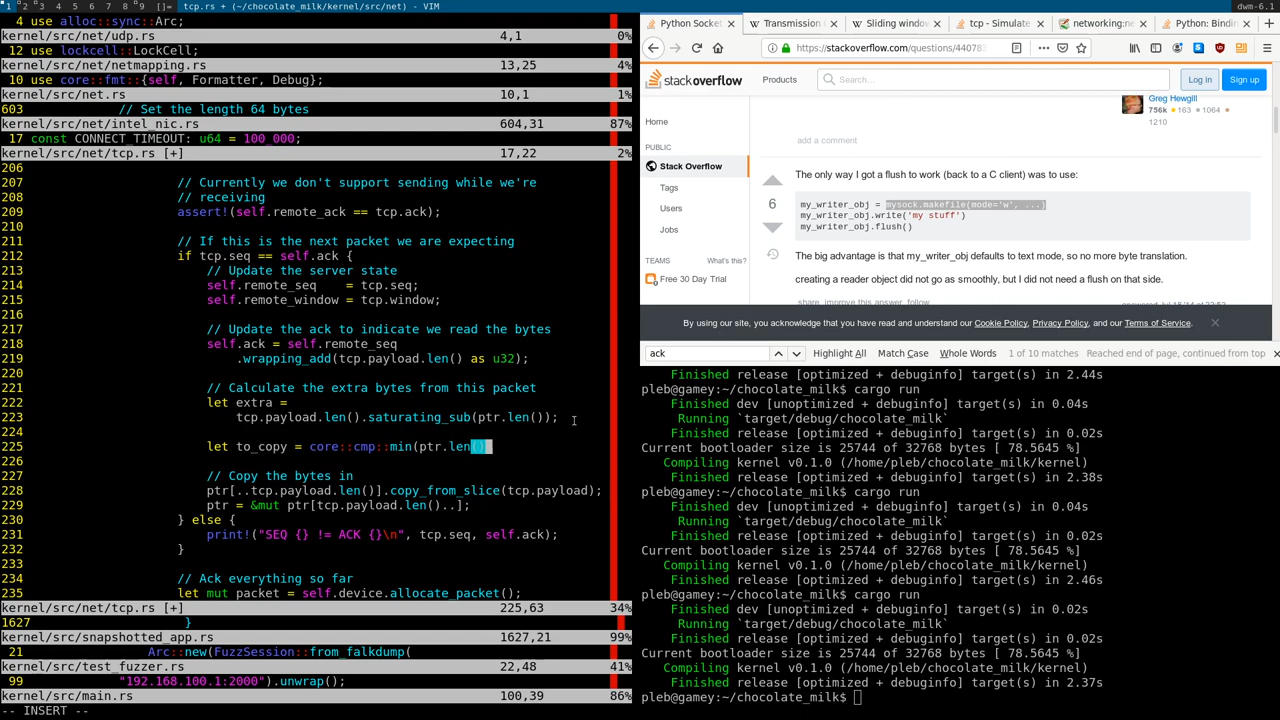 1 2 3 4 5 6 7 8 9 []= tcp.rs + (~/chocolate_milk/kernel/src/net) - VIM
dwm-6.1
4 use alloc::sync::Arc;
kernel/src/net/udp.rs 4,1 0%
12 use lockcell::LockCell;
kernel/src/net/netmapping.rs 13,25 4%
10 use core::fmt::{self, Formatter, Debug};
kernel/src/net.rs 10,1 1%
603 // Set the length 64 bytes
kernel/src/net/intel_nic.rs 604,31 87%
17 const CONNECT_TIMEOUT: u64 = 100_000;
kernel/src/net/tcp.rs [+] 17,22 2%
206
207 // Currently we don't support sending while we're
208 // receiving
209 assert!(self.remote_ack == tcp.ack);
210
211 // If this is the next packet we are expecting
212 if tcp.seq == self.ack {
213 // Update the server state
214 self.remote_seq    = tcp.seq;
215 self.remote_window = tcp.window;
216
217 // Update the ack to indicate we read the bytes
218 self.ack = self.remote_seq
219 .wrapping_add(tcp.payload.len() as u32);
220
221 // Calculate the extra bytes from this packet
222 let extra =
223 tcp.payload.len().saturating_sub(ptr.len());
224
225 let to_copy = core::cmp::min(ptr.len()
226
227 // Copy the bytes in
228 ptr[..tcp.payload.len()].copy_from_slice(tcp.payload);
229 ptr = &mut ptr[tcp.payload.len()..];
230 } else {
231 print!("SEQ {} != ACK {}\n", tcp.seq, self.ack);
232 }
233
234 // Ack everything so far
235 let mut packet = self.device.allocate_packet();
kernel/src/net/tcp.rs [+] 225,63 34%
1627 }
kernel/src/snapshotted_app.rs 1627,21 99%
21 Arc::new(FuzzSession::from_falkdump(
kernel/src/test_fuzzer.rs 22,48 41%
99 "192.168.100.1:2000").unwrap();
kernel/src/main.rs 100,39 86%
-- INSERT --
Python Socket
Transmission
Sliding window
tcp - Simulate
networking:ne
Python: Bindin
https://stackoverflow.com/questions/440783
stackoverflow
Products
Search...
Log in
Sign up
Home
PUBLIC
Stack Overflow
Tags
Users
Jobs
TEAMS What's this?
Free 30 Day Trial
Greg Hewgill
756k 163 1064
1210
add a comment
The only way I got a flush to work (back to a C client) was to use:
6
my_writer_obj = mysock.makefile(mode='w', ...)
my_writer_obj.write('my stuff')
my_writer_obj.flush()
The big advantage is that my_writer_obj defaults to text mode, so no more byte translation.
creating a reader object did not go as smoothly, but I did not need a flush on that side.
share improve this answer follow
By using our site, you acknowledge that you have read and understand our Cookie Policy, Privacy Policy, and our Terms of Service.
ack
Highlight All Match Case Whole Words 1 of 10 matches Reached end of page, continued from top
Finished release [optimized + debuginfo] target(s) in 2.44s
pleb@gamey:~/chocolate_milk$ cargo run
Finished dev [unoptimized + debuginfo] target(s) in 0.04s
Running `target/debug/chocolate_milk`
Finished release [optimized + debuginfo] target(s) in 0.02s
Current bootloader size is 25744 of 32768 bytes [ 78.5645 %]
Compiling kernel v0.1.0 (/home/pleb/chocolate_milk/kernel)
Finished release [optimized + debuginfo] target(s) in 2.38s
pleb@gamey:~/chocolate_milk$ cargo run
Finished dev [unoptimized + debuginfo] target(s) in 0.04s
Running `target/debug/chocolate_milk`
Finished release [optimized + debuginfo] target(s) in 0.02s
Current bootloader size is 25744 of 32768 bytes [ 78.5645 %]
Compiling kernel v0.1.0 (/home/pleb/chocolate_milk/kernel)
Finished release [optimized + debuginfo] target(s) in 2.46s
pleb@gamey:~/chocolate_milk$ cargo run
Finished dev [unoptimized + debuginfo] target(s) in 0.02s
Running `target/debug/chocolate_milk`
Finished release [optimized + debuginfo] target(s) in 0.02s
Current bootloader size is 25744 of 32768 bytes [ 78.5645 %]
Compiling kernel v0.1.0 (/home/pleb/chocolate_milk/kernel)
Finished release [optimized + debuginfo] target(s) in 2.37s
pleb@gamey:~/chocolate_milk$